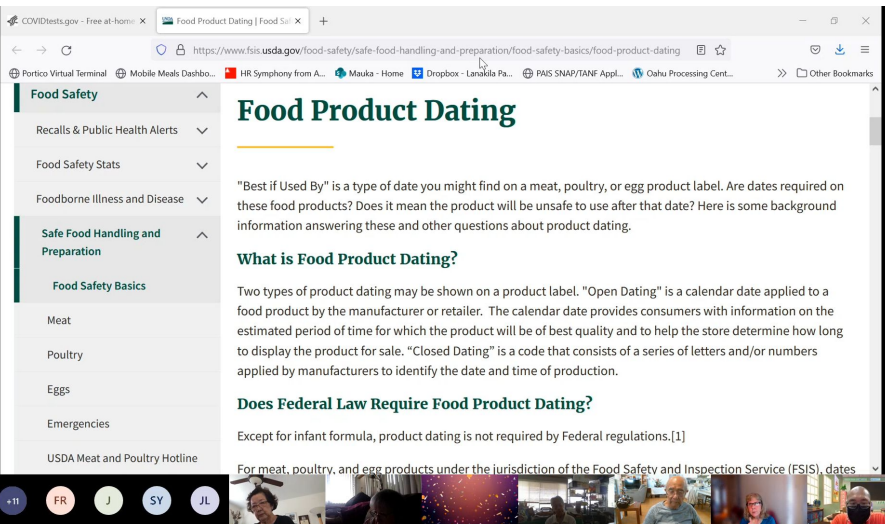 COVIDtests.gov - Free at-home
Food Product Dating | Food Saf
https://www.fsis.usda.gov/food-safety/safe-food-handling-and-preparation/food-safety-basics/food-product-dating
Portico Virtual Terminal
Mobile Meals Dashbo...
HR Symphony from A...
Mauka - Home
Dropbox - Lanakila Pa...
PAIS SNAP/TANF Appl...
Oahu Processing Cent...
Other Bookmarks
Food Safety
Recalls & Public Health Alerts
Food Safety Stats
Foodborne Illness and Disease
Safe Food Handling and
Preparation
Food Safety Basics
Meat
Poultry
Eggs
Emergencies
USDA Meat and Poultry Hotline
Food Product Dating
"Best if Used By" is a type of date you might find on a meat, poultry, or egg product label. Are dates required on
these food products? Does it mean the product will be unsafe to use after that date? Here is some background
information answering these and other questions about product dating.
What is Food Product Dating?
Two types of product dating may be shown on a product label. "Open Dating" is a calendar date applied to a
food product by the manufacturer or retailer. The calendar date provides consumers with information on the
estimated period of time for which the product will be of best quality and to help the store determine how long
to display the product for sale. “Closed Dating” is a code that consists of a series of letters and/or numbers
applied by manufacturers to identify the date and time of production.
Does Federal Law Require Food Product Dating?
Except for infant formula, product dating is not required by Federal regulations.[1]
For meat, poultry, and egg products under the jurisdiction of the Food Safety and Inspection Service (FSIS), dates
+11
FR
J
SY
JL